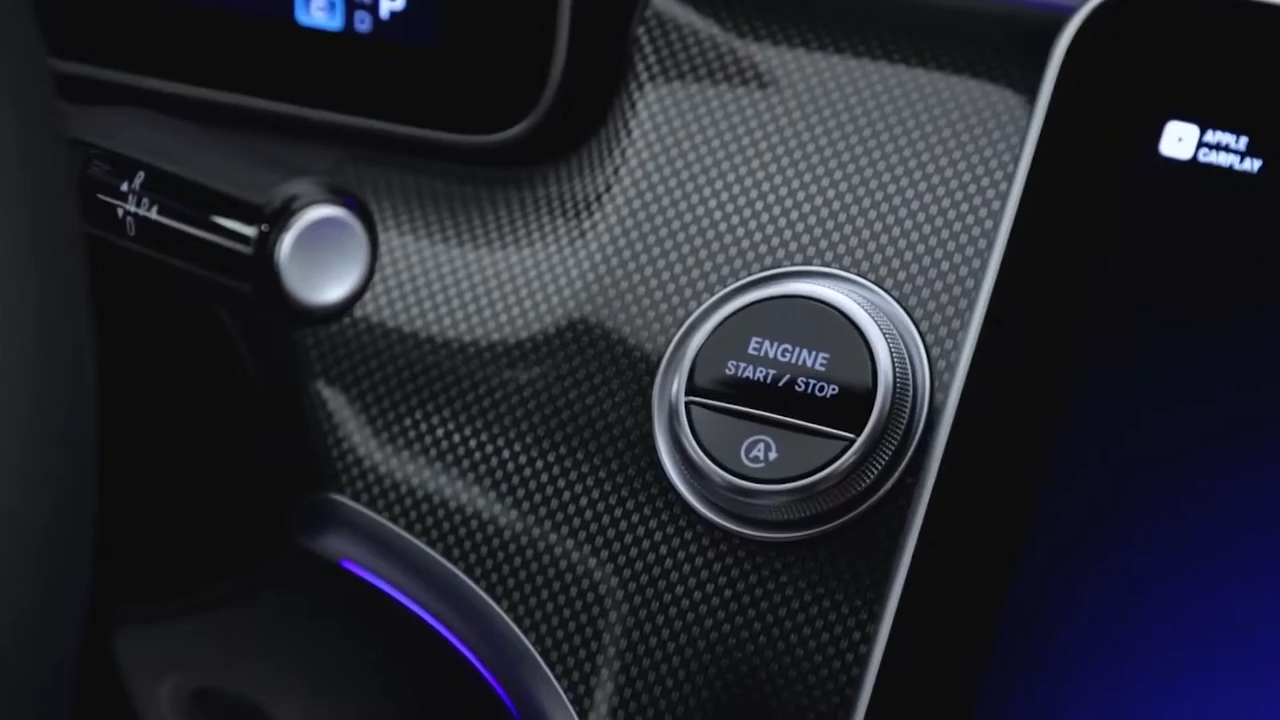 P
D
R
N P
D
APPLE
CARPLAY
ENGINE
START / STOP
A